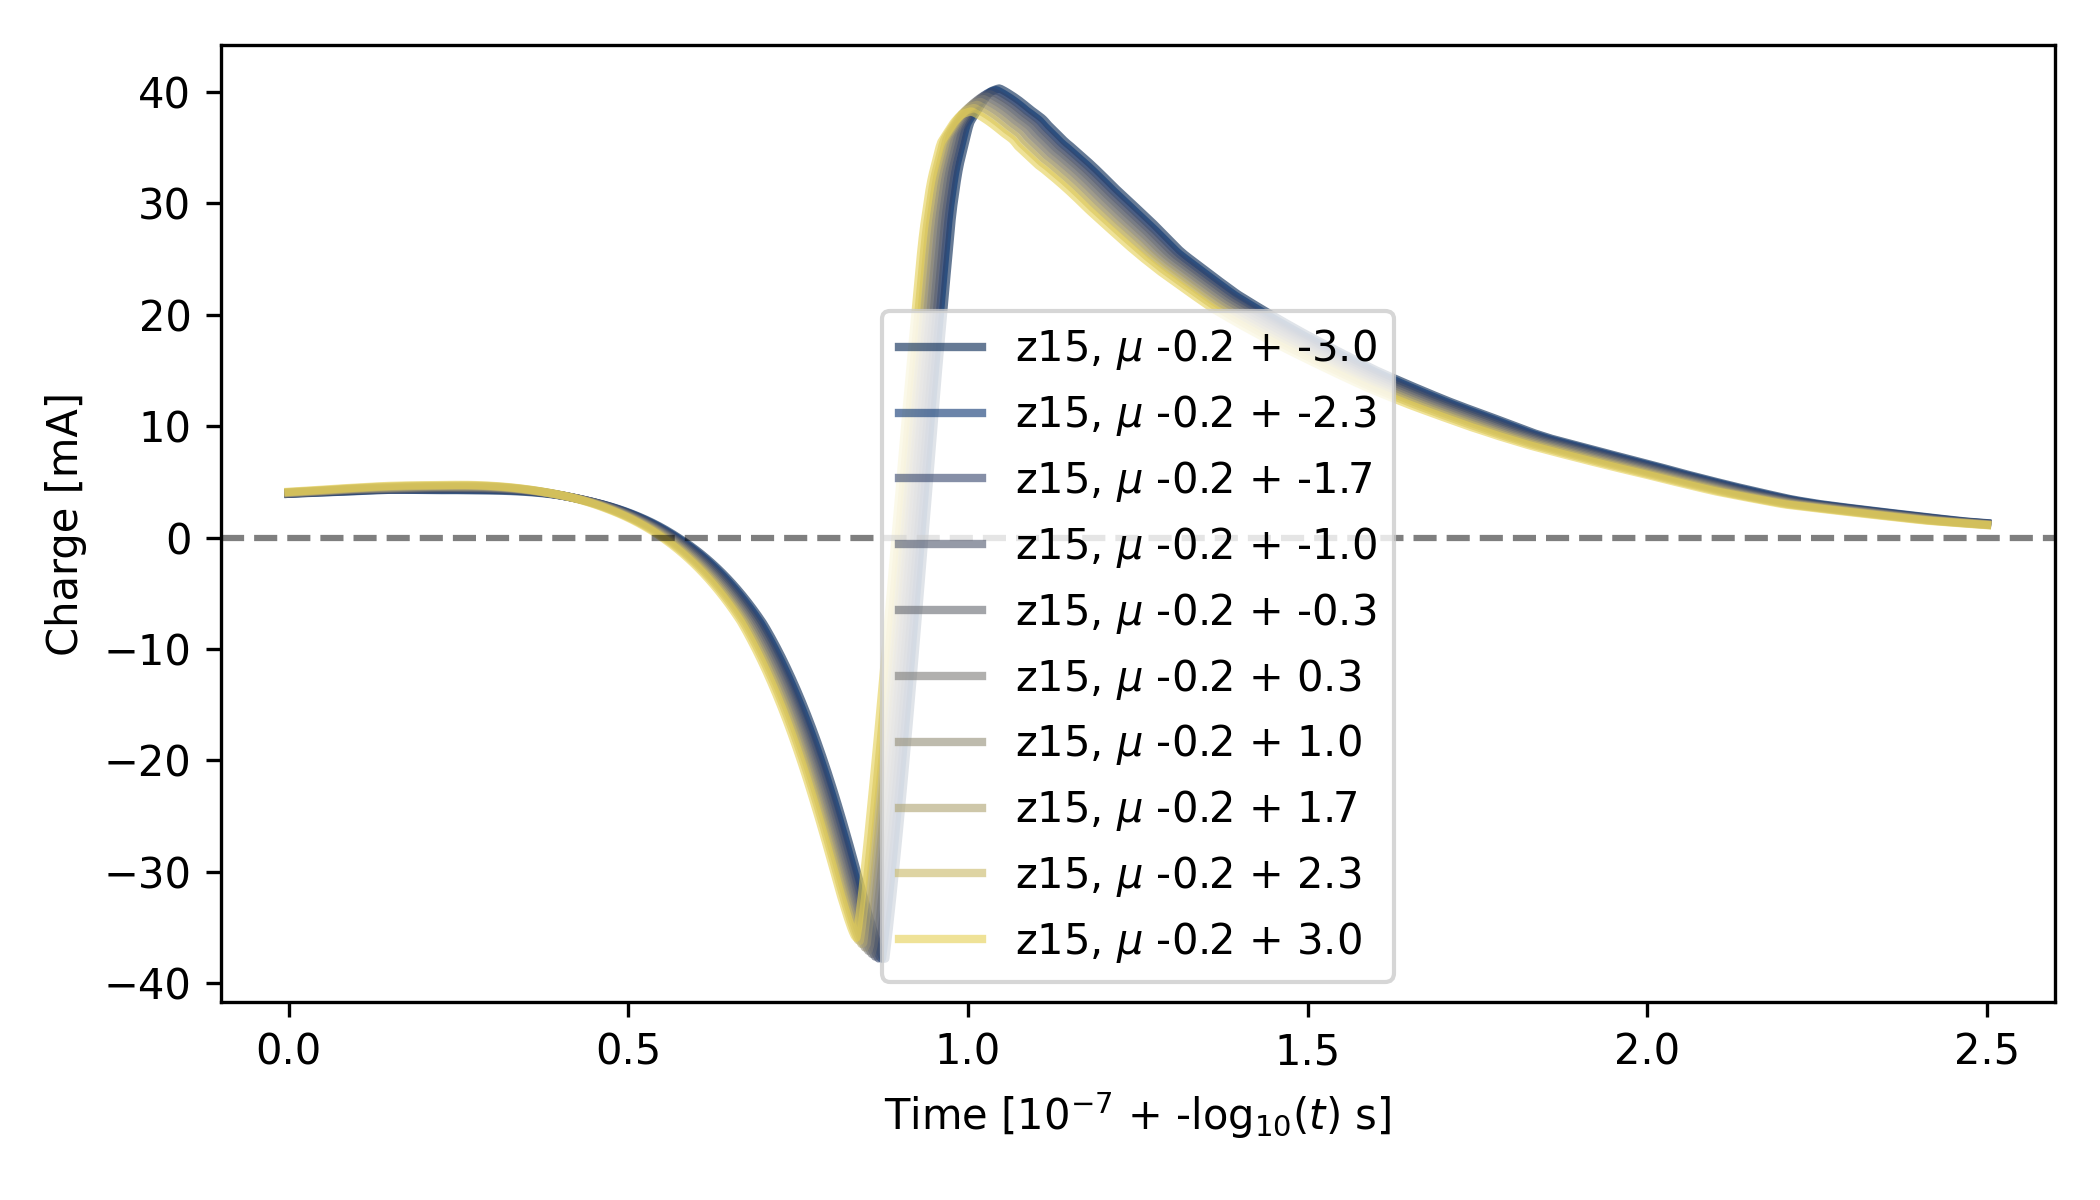 Charge [mA]
40
30
20
10
0
−10
−20
−30
−40
z15, μ -0.2 + -3.0
z15, μ -0.2 + -2.3
z15, μ -0.2 + -1.7
z15, μ -0.2 + -1.0
z15, μ -0.2 + -0.3
z15, μ -0.2 + 0.3
z15, μ -0.2 + 1.0
z15, μ -0.2 + 1.7
z15, μ -0.2 + 2.3
z15, μ -0.2 + 3.0
0.0 0.5 1.0 1.5 2.0 2.5
Time [10⁻⁷ + -log₁₀(t) s]